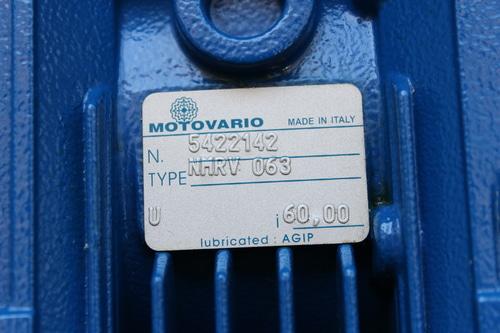 MOTOVARIO MADE IN ITALY
N. 5422142
TYPE NMRV 063
U i 60,00
lubricated : AGIP